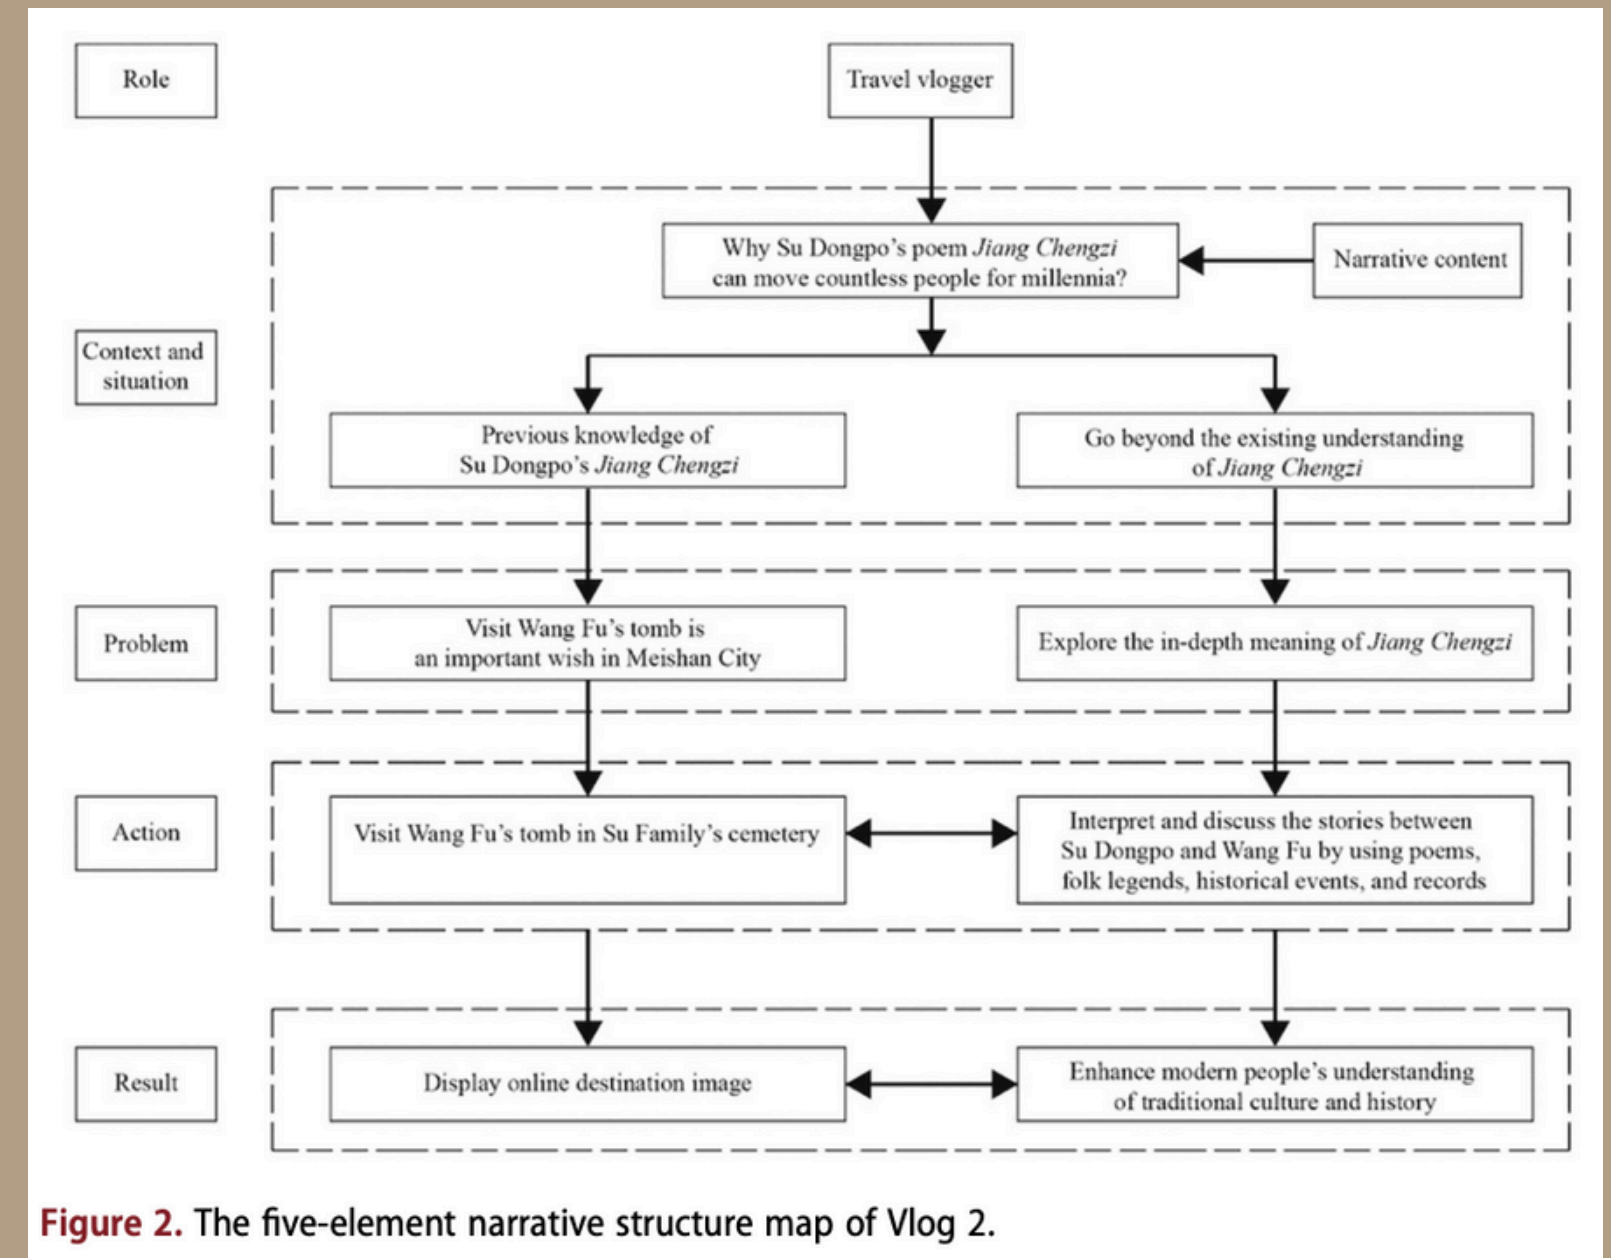 Role
Travel vlogger
Why Su Dongpo's poem Jiang Chengzi
can move countless people for millennia?
Narrative content
Context and
situation
Previous knowledge of
Su Dongpo's Jiang Chengzi
Go beyond the existing understanding
of Jiang Chengzi
Problem
Visit Wang Fu's tomb is
an important wish in Meishan City
Explore the in-depth meaning of Jiang Chengzi
Action
Visit Wang Fu's tomb in Su Family's cemetery
Interpret and discuss the stories between
Su Dongpo and Wang Fu by using poems,
folk legends, historical events, and records
Result
Display online destination image
Enhance modern people's understanding
of traditional culture and history
Figure 2. The five-element narrative structure map of Vlog 2.